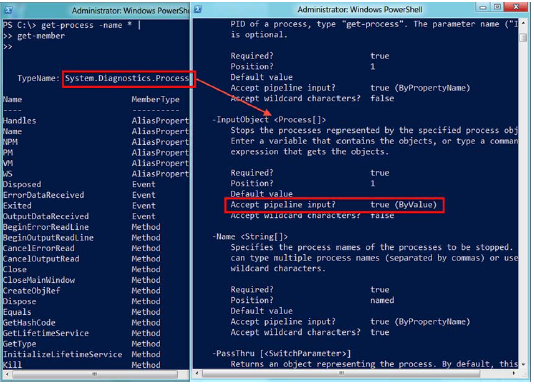 Administrator: Windows PowerSh
PS C:\> get-process -name * |
>> get-member
>>
TypeName: System.Diagnostics.Process
Name MemberType
---- ----------
Handles AliasPropert
Name AliasPropert
NPM AliasPropert
PM AliasPropert
VM AliasPropert
WS AliasPropert
Disposed Event
ErrorDataReceived Event
Exited Event
OutputDataReceived Event
BeginErrorReadLine Method
BeginOutputReadLine Method
CancelErrorRead Method
CancelOutputRead Method
Close Method
CloseMainWindow Method
CreateObjRef Method
Dispose Method
Equals Method
GetHashCode Method
GetLifetimeService Method
GetType Method
InitializeLifetimeService Method
Kill Method
Administrator: Windows PowerShell
PID of a process, type "get-process". The parameter name ("I
is optional.
Required? true
Position? 1
Default value
Accept pipeline input? true (ByPropertyName)
Accept wildcard characters? false
-InputObject <Process[]>
Stops the processes represented by the specified process obj
Enter a variable that contains the objects, or type a comman
expression that gets the objects.
Required? true
Position? 1
Default value
Accept pipeline input? true (ByValue)
Accept wildcard characters? false
-Name <String[]>
Specifies the process names of the processes to be stopped.
can type multiple process names (separated by commas) or use
wildcard characters.
Required? true
Position? named
Default value
Accept pipeline input? true (ByPropertyName)
Accept wildcard characters? true
-PassThru [<SwitchParameter>]
Returns an object representing the process. By default, this